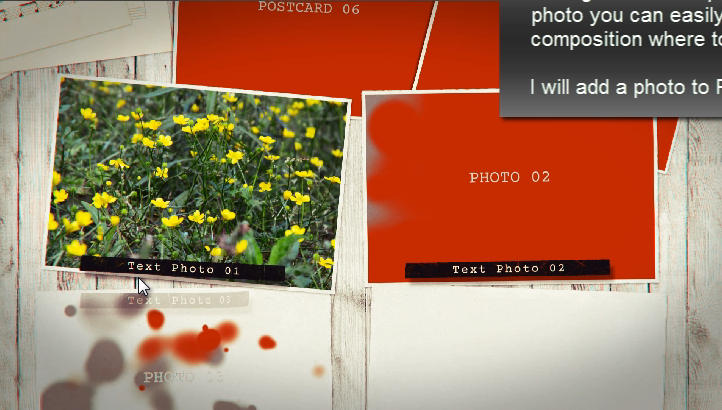 POSTCARD 06
photo you can easily
composition where to
I will add a photo to
PHOTO 02
Text Photo 01
Text Photo 02
Text Photo 03
PHOTO 03